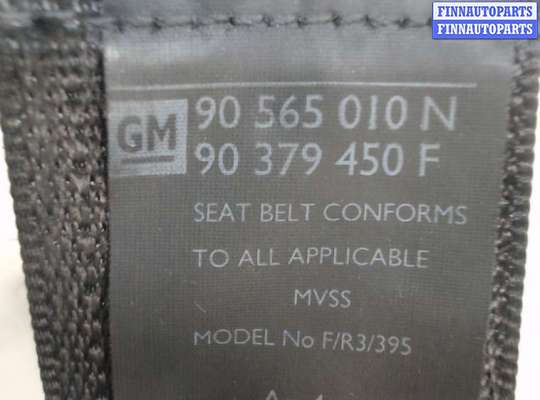 FINNAUTOPARTS
FINNAUTOPARTS
GM 90 565 010 N
90 379 450 F
SEAT BELT CONFORMS
TO ALL APPLICABLE
MVSS
MODEL No F/R3/395